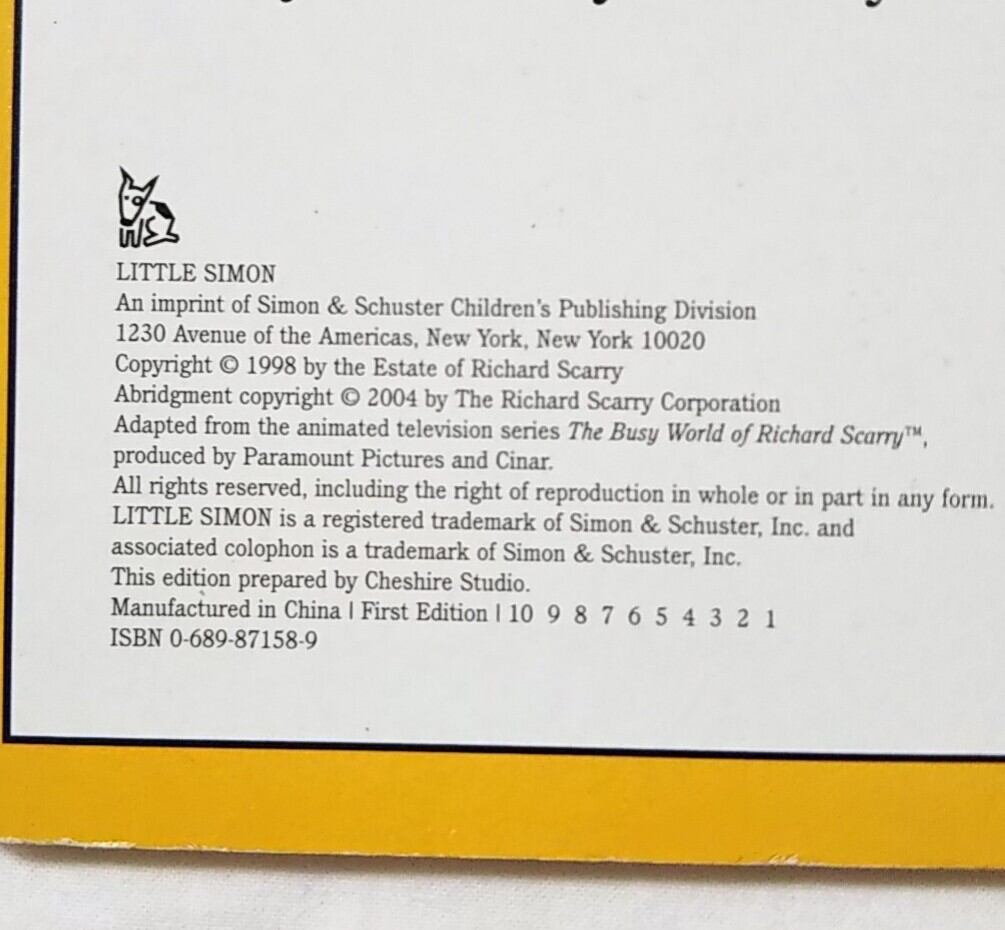 LITTLE SIMON
An imprint of Simon & Schuster Children's Publishing Division
1230 Avenue of the Americas, New York, New York 10020
Copyright © 1998 by the Estate of Richard Scarry
Abridgment copyright © 2004 by The Richard Scarry Corporation
Adapted from the animated television series The Busy World of Richard Scarry™,
produced by Paramount Pictures and Cinar.
All rights reserved, including the right of reproduction in whole or in part in any form.
LITTLE SIMON is a registered trademark of Simon & Schuster, Inc. and
associated colophon is a trademark of Simon & Schuster, Inc.
This edition prepared by Cheshire Studio.
Manufactured in China | First Edition | 10 9 8 7 6 5 4 3 2 1
ISBN 0-689-87158-9